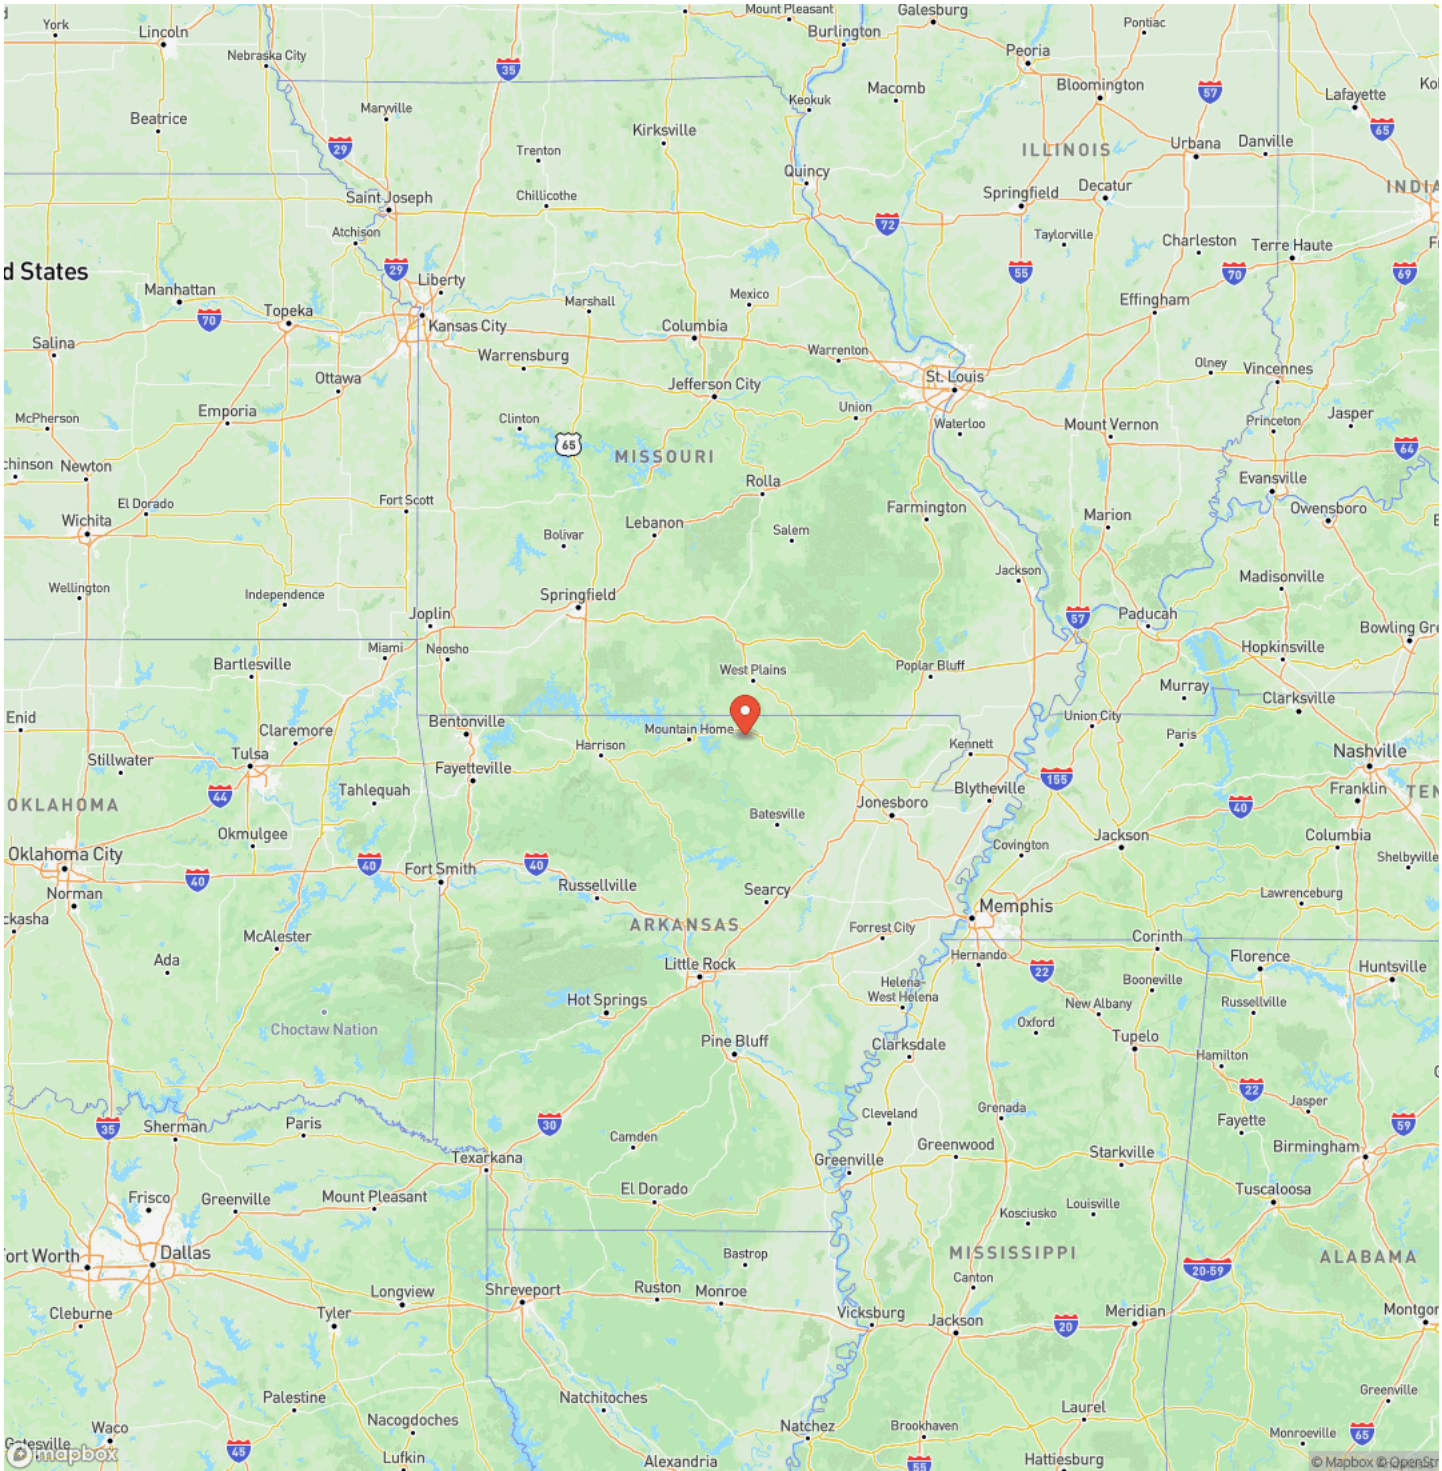 York
Lincoln
Nebraska City
35
Mount Pleasant
Galesburg
Burlington
Pontiac
Peoria
Bloomington
57
Lafayette
Ko
Beatrice
Maryville
29
Trenton
Kirksville
Keokuk
Macomb
ILLINOIS
Urbana
Danville
65
Saint Joseph
Chillicothe
Quincy
Springfield
Decatur
INDIA
Atchison
72
Taylorville
Charleston
Terre Haute
d States
29
Liberty
55
70
69
Manhattan
Topeka
70
Marshall
Mexico
Effingham
Salina
Kansas City
Columbia
Warrensburg
Warrenton
St. Louis
Olney
Vincennes
Ottawa
Jefferson City
McPherson
Emporia
Clinton
Union
Waterloo
Mount Vernon
Princeton
Jasper
65
MISSOURI
64
chinson
Newton
El Dorado
Fort Scott
Rolla
Farmington
Evansville
Owensboro
Wichita
Lebanon
Salem
Marion
Bolivar
Wellington
Independence
Springfield
Jackson
Madisonville
Joplin
57
Paducah
Bowling Gre
Miami
Neosho
Hopkinsville
Bartlesville
West Plains
Poplar Bluff
Murray
Clarksville
Enid
Claremore
Bentonville
Mountain Home
Union City
Paris
Stillwater
Tulsa
Harrison
Kennett
Nashville
Fayetteville
155
Franklin
TEN
OKLAHOMA
44
Tahlequah
Jonesboro
Blytheville
40
Okmulgee
Batesville
Jackson
Columbia
Oklahoma City
40
40
40
Fort Smith
Covington
Shelbyville
Norman
Russellville
Searcy
Memphis
Lawrenceburg
ckasha
McAlester
ARKANSAS
Forrest City
Corinth
Ada
Little Rock
Hernando
22
Florence
Huntsville
Helena-
West Helena
Booneville
Hot Springs
New Albany
Russellville
Choctaw Nation
Oxford
Pine Bluff
Clarksdale
Tupelo
Hamilton
22
35
Sherman
Paris
30
Cleveland
Grenada
Jasper
Fayette
59
Camden
Greenwood
Starkville
Birmingham
Texarkana
Greenville
Frisco
Greenville
Mount Pleasant
El Dorado
Tuscaloosa
Kosciusko
Louisville
ort Worth
Dallas
Bastrop
MISSISSIPPI
ALABAMA
20-59
Canton
Longview
Shreveport
Ruston
Monroe
Cleburne
Tyler
Vicksburg
Jackson
20
Meridian
Montgor
Palestine
Natchitoches
Greenville
Waco
Nacogdoches
Natchez
Brookhaven
Laurel
Monroeville
65
Gatesville
mapbox
45
Lufkin
Alexandria
55
Hattiesburg
© Mapbox © OpenStr